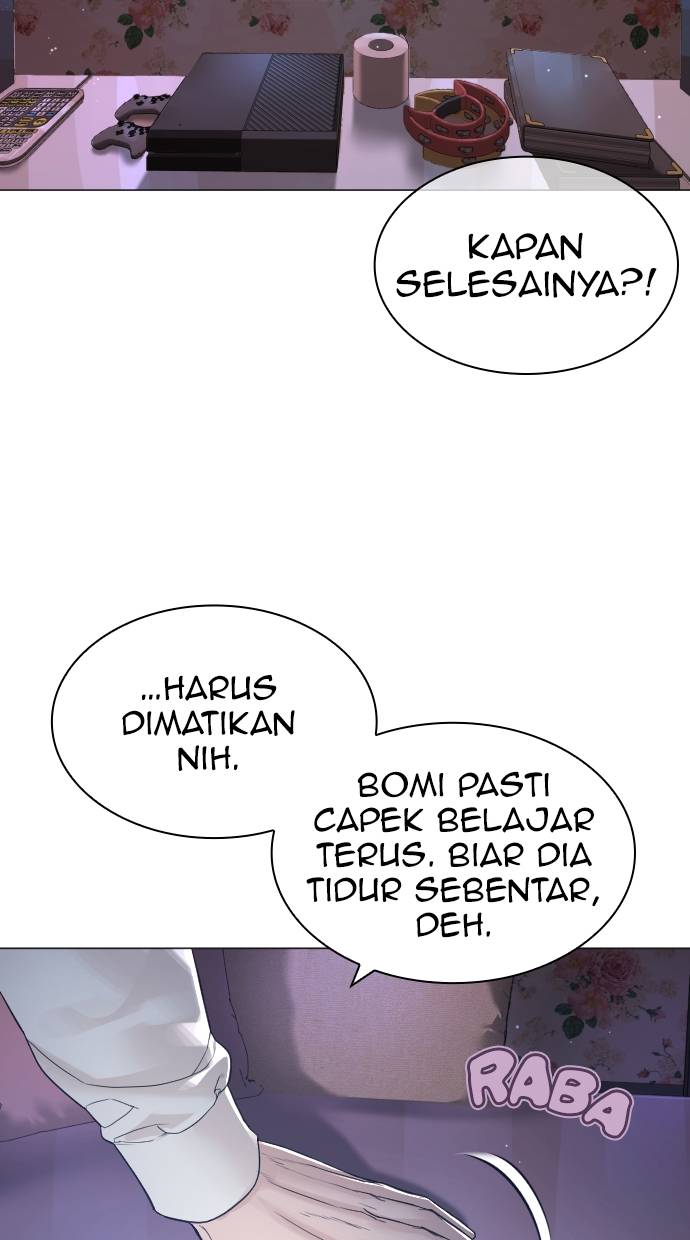 KAPAN
SELESAINYA?!
...HARUS
DIMATIKAN
NIH.
BOMI PASTI
CAPEK BELAJAR
TERUS. BIAR DIA
TIDUR SEBENTAR,
DEH.
RABA